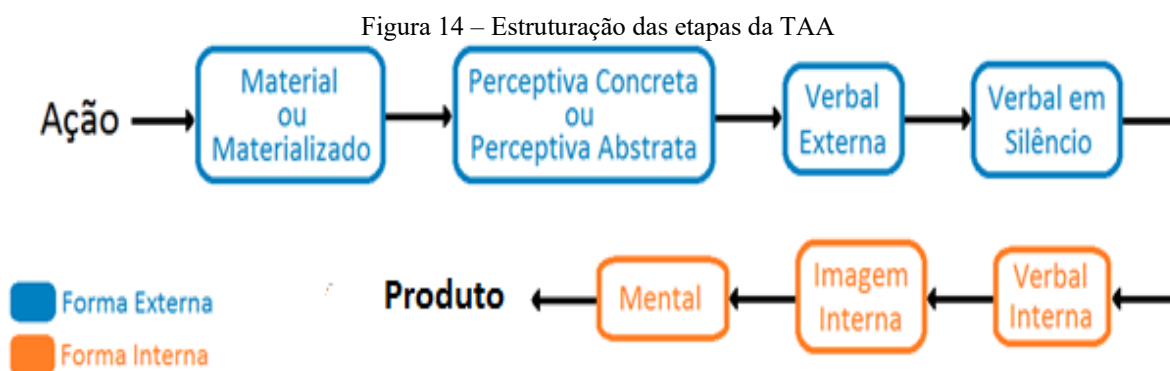 Figura 14 – Estruturação das etapas da TAA
Ação
Material
ou
Materializado
Perceptiva Concreta
ou
Perceptiva Abstrata
Verbal
Externa
Verbal em
Silêncio
Verbal
Interna
Imagem
Interna
Mental
Produto
Forma Externa
Forma Interna